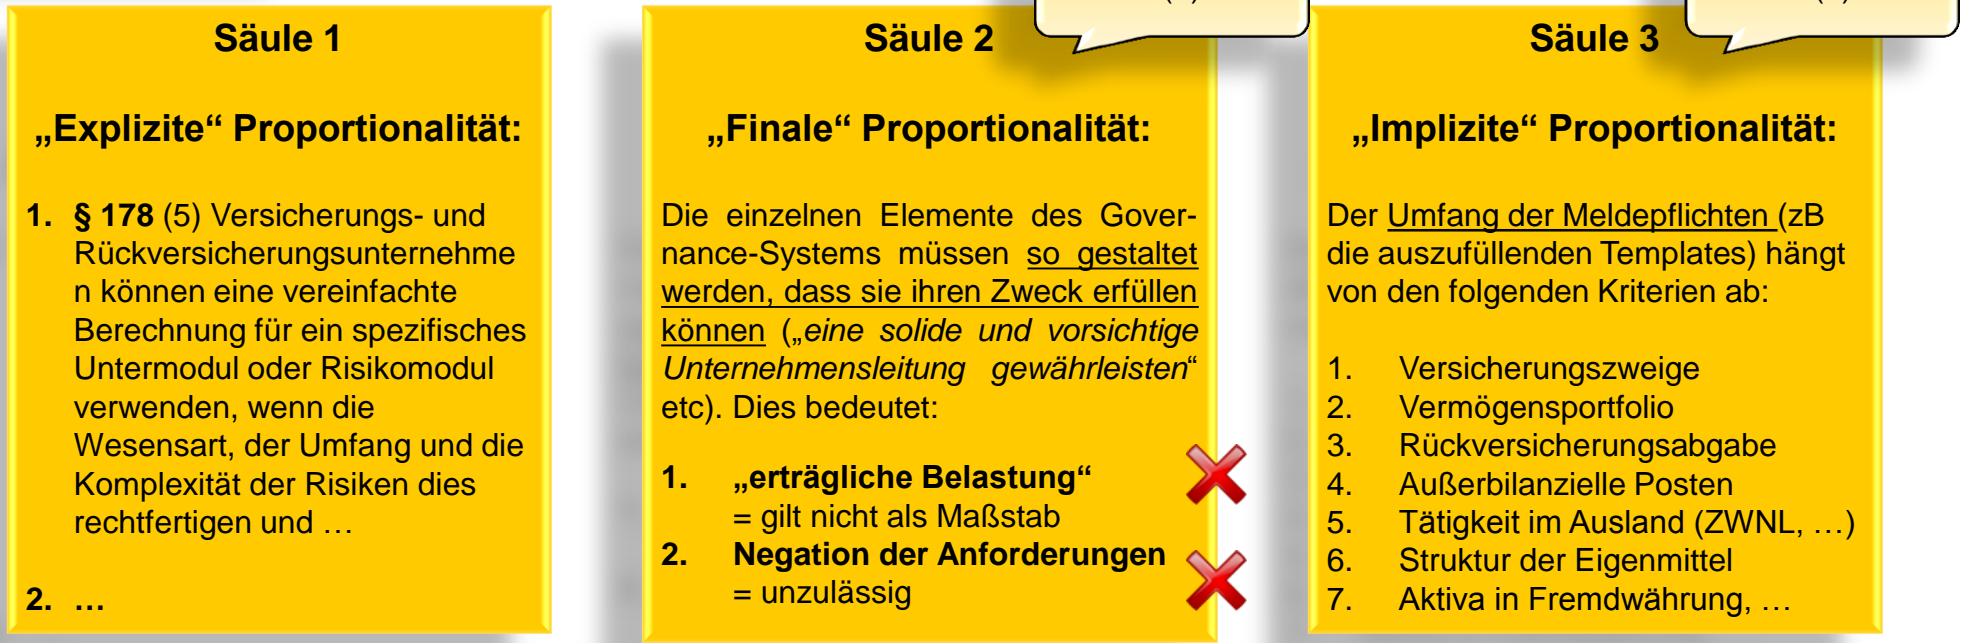 Säule 1
„Explizite“ Proportionalität:
1. § 178 (5) Versicherungs- und
Rückversicherungsunternehme
n können eine vereinfachte
Berechnung für ein spezifisches
Untermodul oder Risikomodul
verwenden, wenn die
Wesensart, der Umfang und die
Komplexität der Risiken dies
rechtfertigen und …
2. …
Säule 2
„Finale“ Proportionalität:
Die einzelnen Elemente des Gover-
nance-Systems müssen so gestaltet
werden, dass sie ihren Zweck erfüllen
können („eine solide und vorsichtige
Unternehmensleitung gewährleisten“
etc). Dies bedeutet:
1. „erträgliche Belastung“
= gilt nicht als Maßstab
2. Negation der Anforderungen
= unzulässig
Säule 3
„Implizite“ Proportionalität:
Der Umfang der Meldepflichten (zB
die auszufüllenden Templates) hängt
von den folgenden Kriterien ab:
1. Versicherungszweige
2. Vermögensportfolio
3. Rückversicherungsabgabe
4. Außerbilanzielle Posten
5. Tätigkeit im Ausland (ZWNL, …)
6. Struktur der Eigenmittel
7. Aktiva in Fremdwährung, …